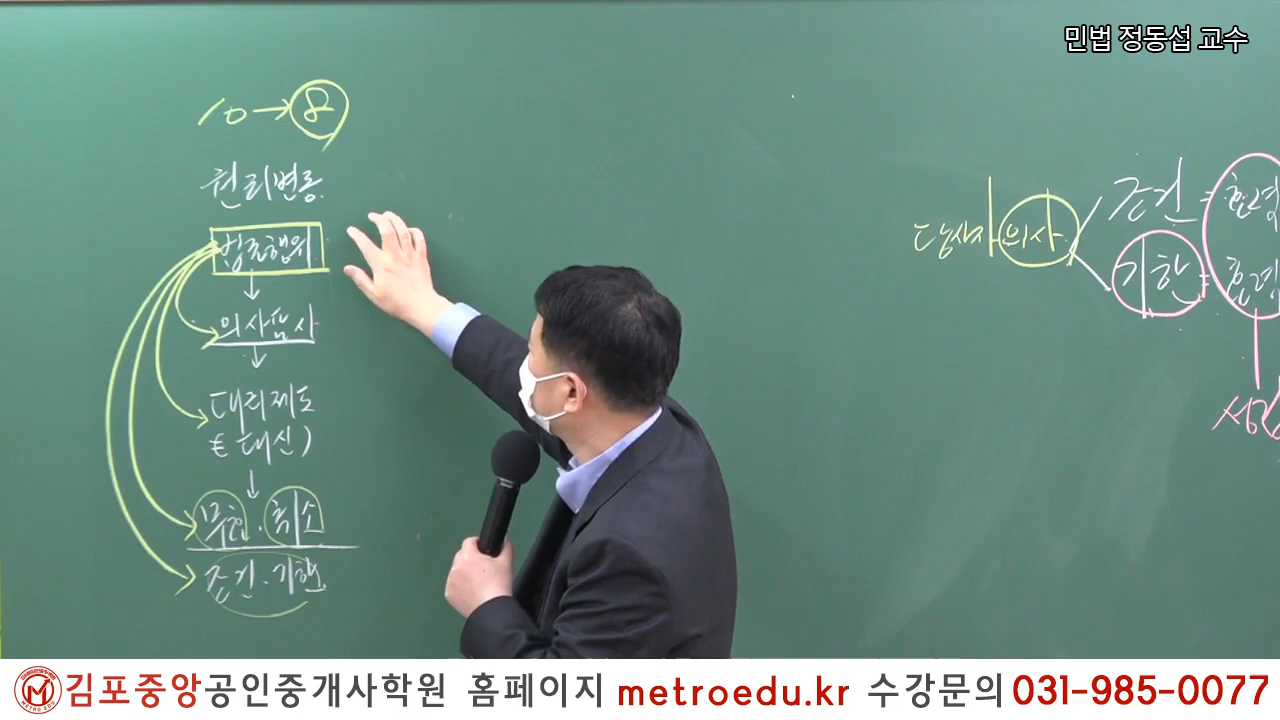 민법 정동섭 교수
10→8
권리변동
법률행위
의사표시
대리제도
(대신)
무효. 취소
조건. 기한
당사자 의사
조건 =
기한 =
METRO EDU
김포중앙공인중개사학원 홈페이지 metroedu.kr 수강문의 031-985-0077